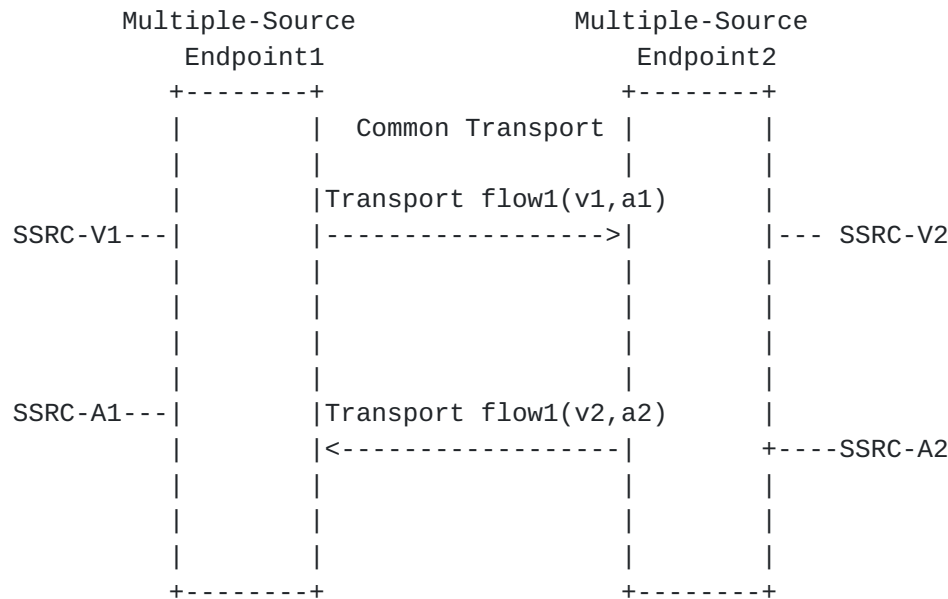 Multiple-Source Multiple-Source
Endpoint1 Endpoint2
+--------+ +--------+
| | Common Transport | |
| | | |
| |Transport flow1(v1,a1) |
SSRC-V1---| |------------------>| |--- SSRC-V2
| | | |
| | | |
| | | |
| | | |
SSRC-A1---| |Transport flow1(v2,a2) |
| |<------------------| +----SSRC-A2
| | | |
| | | |
| | | |
+--------+ +--------+